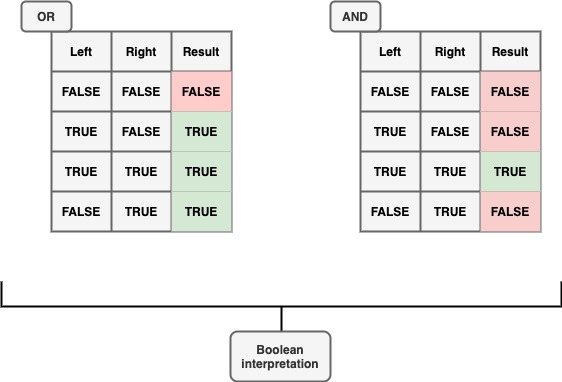 OR
Left Right Result
FALSE FALSE FALSE
TRUE FALSE TRUE
TRUE TRUE TRUE
FALSE TRUE TRUE
AND
Left Right Result
FALSE FALSE FALSE
TRUE FALSE FALSE
TRUE TRUE TRUE
FALSE TRUE FALSE
Boolean
interpretation